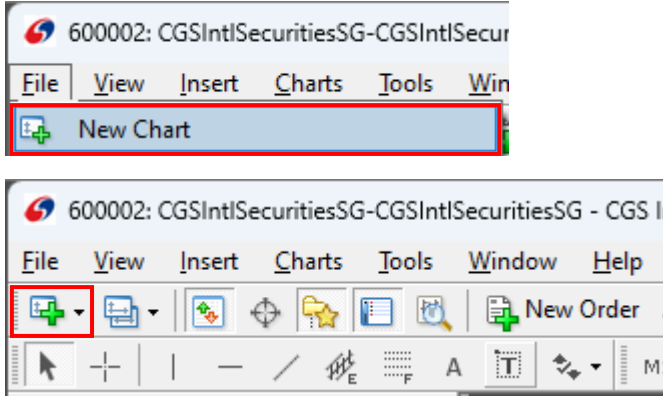 600002: CGSIntlSecuritiesSG-CGSIntlSecur
File View Insert Charts Tools Win
New Chart
600002: CGSIntlSecuritiesSG-CGSIntlSecuritiesSG - CGS I
File View Insert Charts Tools Window Help
New Order
E F A T M